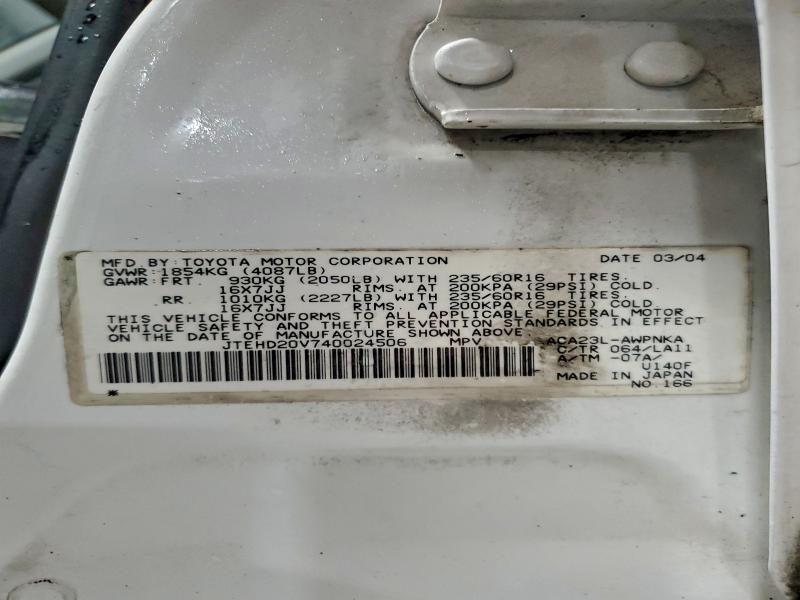 MFD. BY: TOYOTA MOTOR CORPORATION DATE 03/04
GVWR: 1854KG (4087LB)
GAWR: FRT. 930KG (2050LB) WITH 235/60R16 TIRES.
16X7JJ RIMS. AT 200KPA (29PSI) COLD.
RR. 1010KG (2227LB) WITH 235/60R16 TIRES.
16X7JJ RIMS. AT 200KPA (29PSI) COLD.
THIS VEHICLE CONFORMS TO ALL APPLICABLE FEDERAL MOTOR
VEHICLE SAFETY AND THEFT PREVENTION STANDARDS IN EFFECT
ON THE DATE OF MANUFACTURE SHOWN ABOVE.
JTEHD20V740024506 MPV ACA23L-AWPNKA
C/TR 064/LA11
A/TM -07A/
U140F
MADE IN JAPAN
NO. 166
*